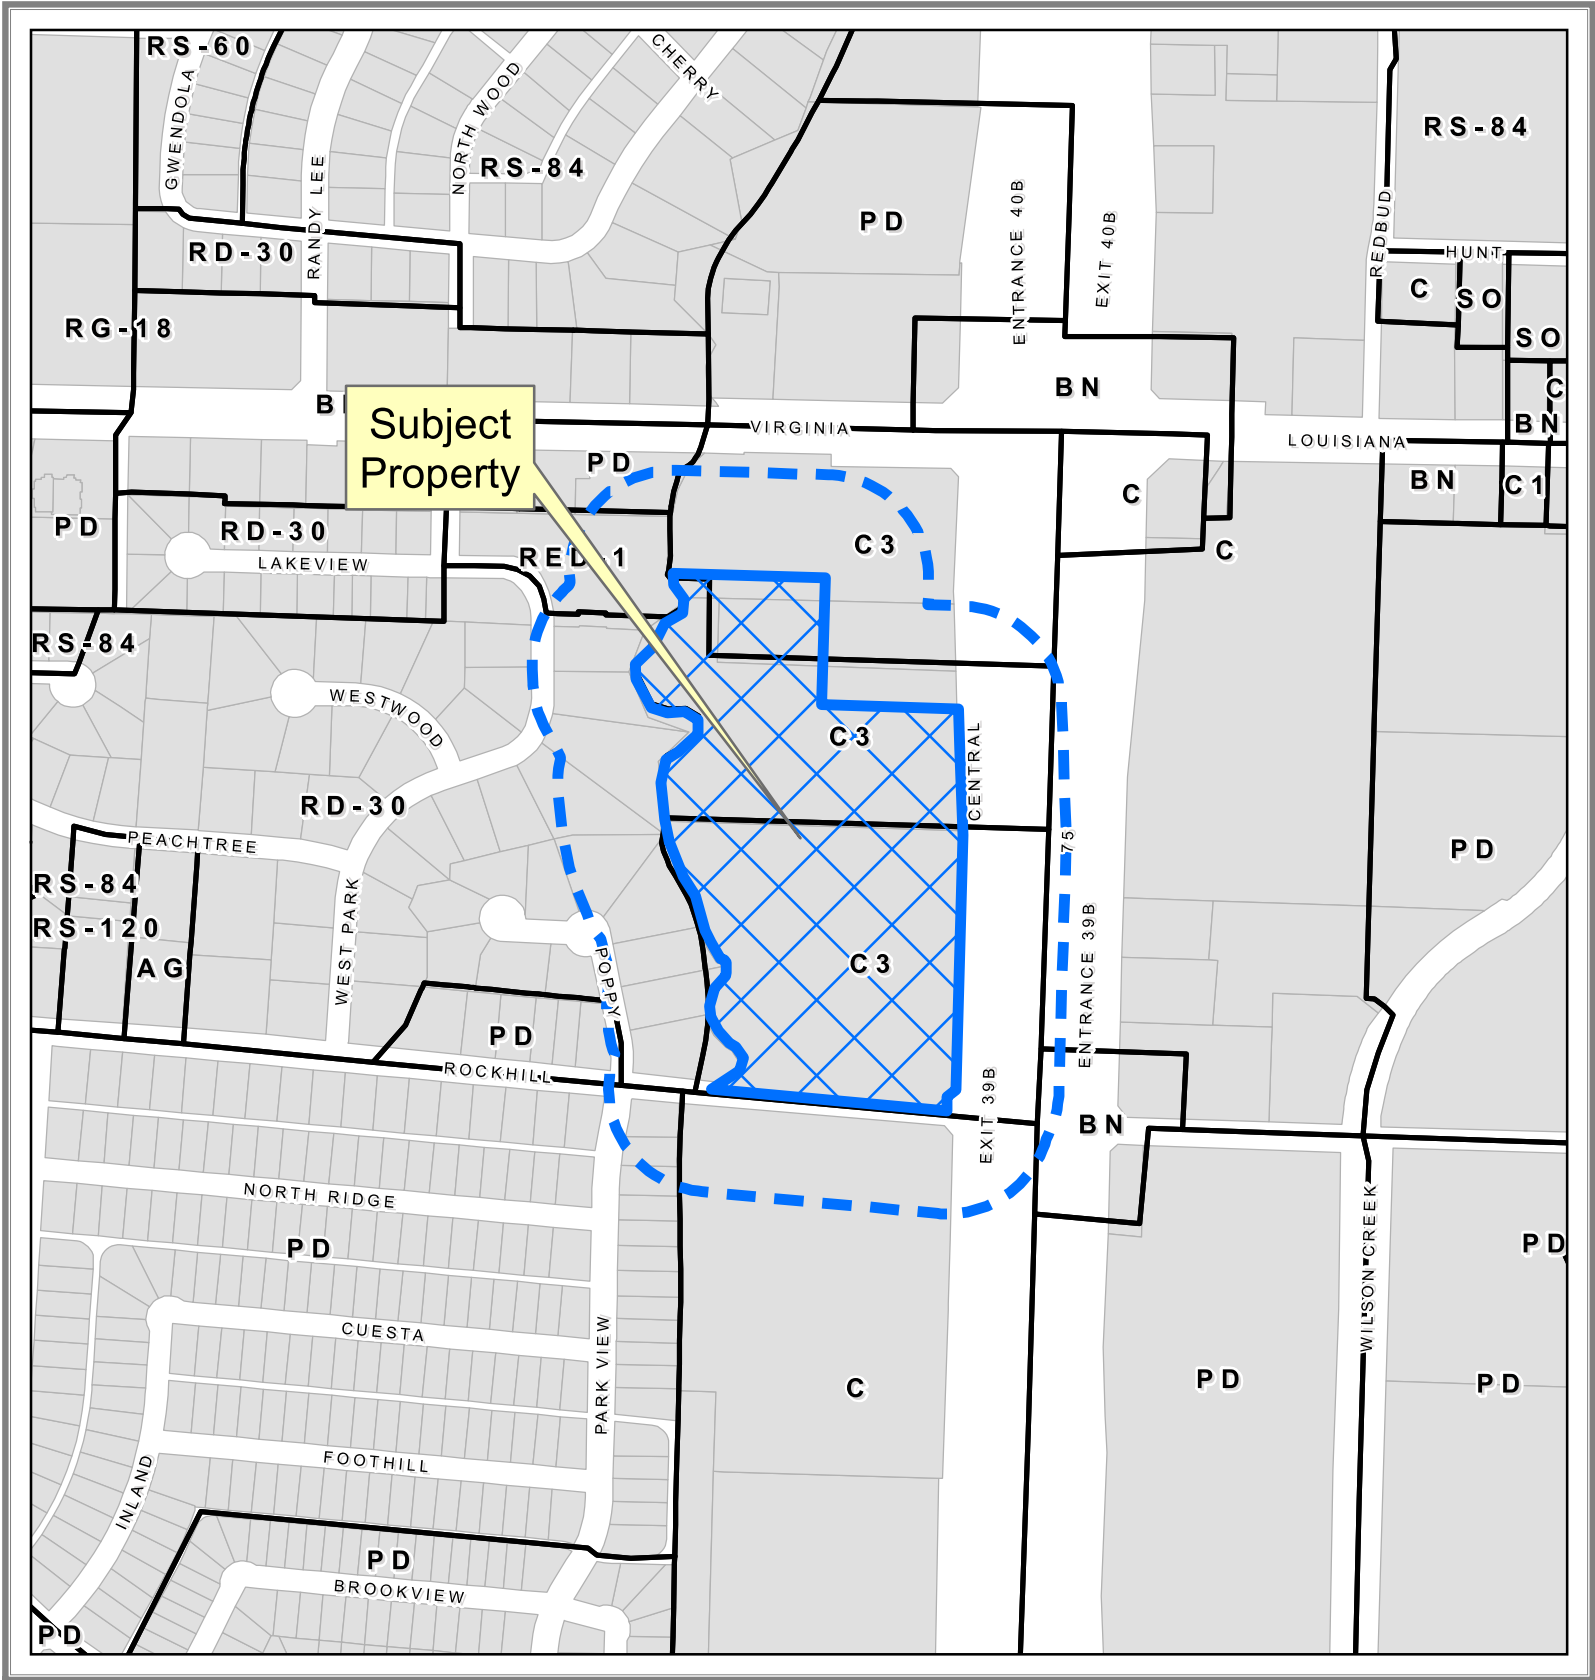 RS-60
GWENDOLA
NORTH WOOD
CHERRY
RS-84
RS-84
RANDY LEE
RD-30
PD
ENTRANCE 40B
EXIT 40B
REDBUD
HUNT
C
SO
SO
RG-18
BN
C
BN
Subject
Property
VIRGINIA
LOUISIANA
PD
C
BN
C1
PD
RD-30
LAKEVIEW
RED-1
C3
C
RS-84
WESTWOOD
C3
CENTRAL
RD-30
PEACHTREE
75
PD
RS-84
RS-120
AG
WEST PARK
POPPY
C3
ENTRANCE 39B
PD
ROCKHILL
EXIT 39B
BN
NORTH RIDGE
PD
WILSON CREEK
PD
CUESTA
PARK VIEW
C
PD
PD
FOOTHILL
INLAND
PD
BROOKVIEW
PD